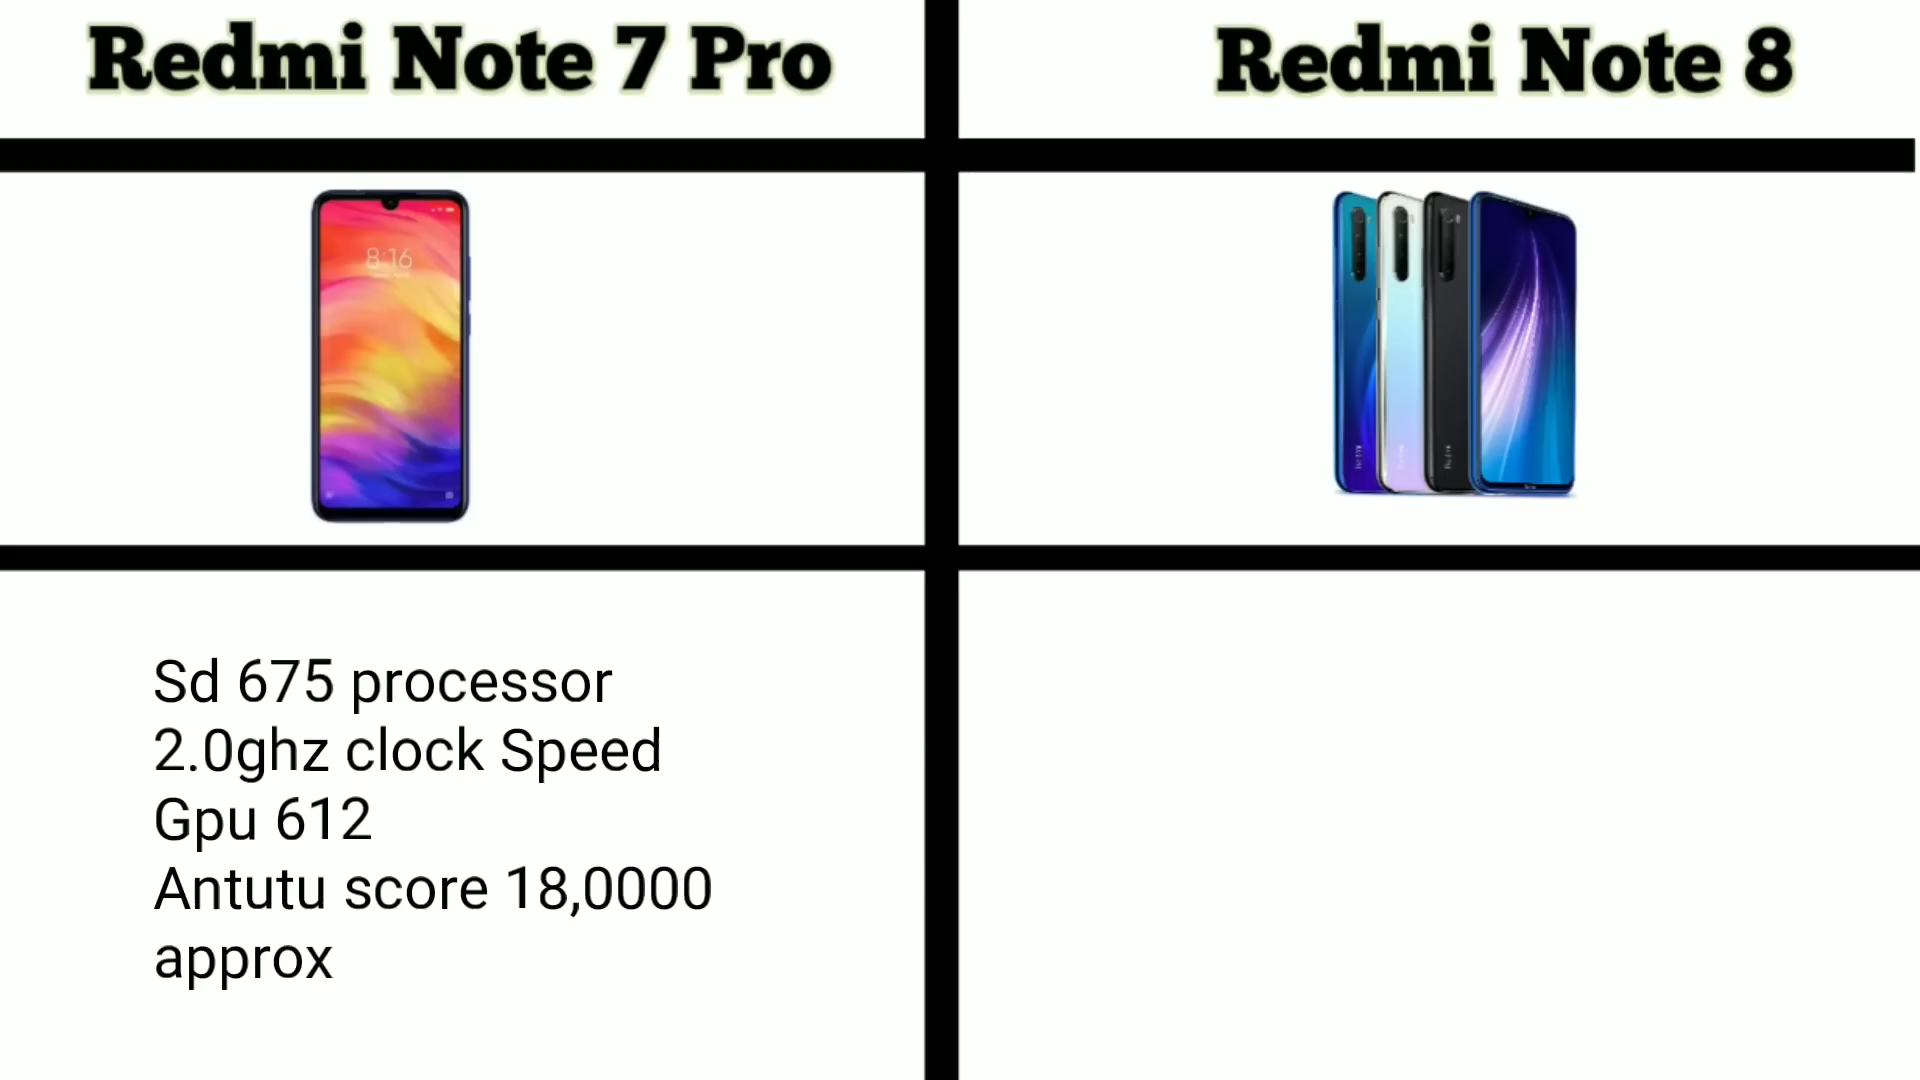 Redmi Note 7 Pro
Redmi Note 8
8:16
Sd 675 processor
2.0ghz clock Speed
Gpu 612
Antutu score 18,0000
approx